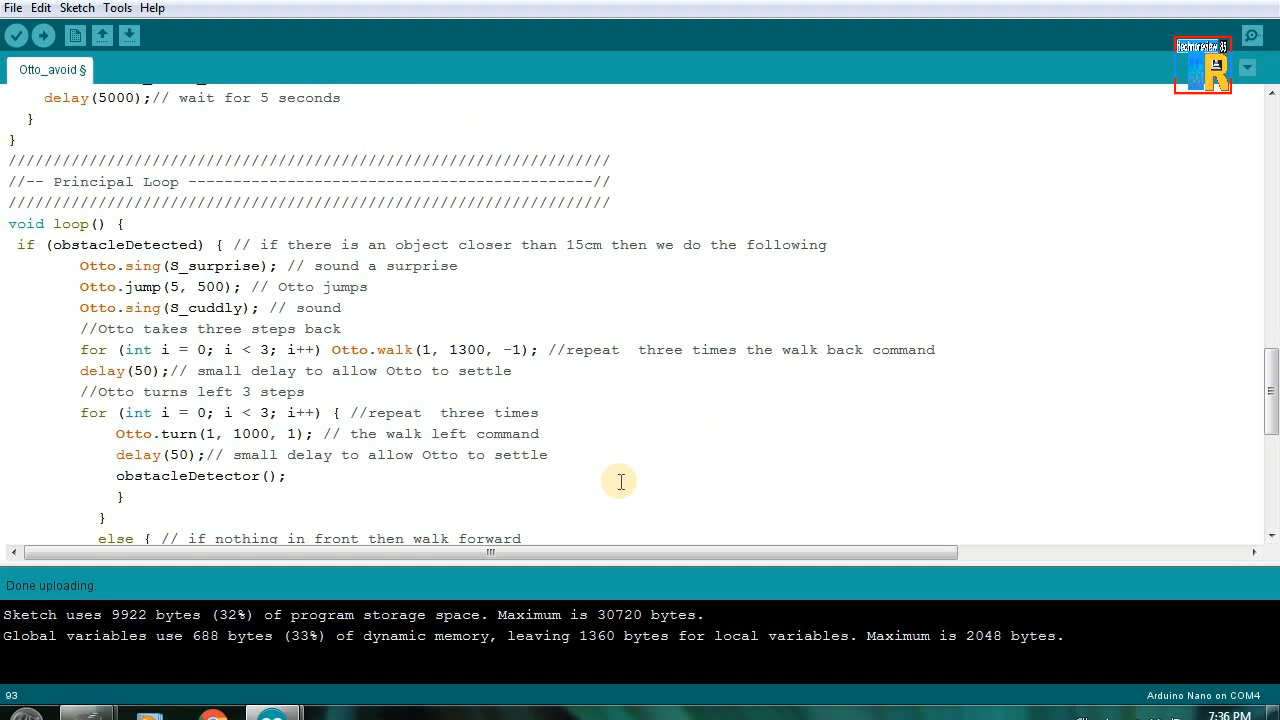 File Edit Sketch Tools Help
Technoreview 85
R
Otto_avoid §
delay(5000);// wait for 5 seconds
}
}
///////////////////////////////////////////////////////////////////
//-- Principal Loop ---------------------------------------------//
///////////////////////////////////////////////////////////////////
void loop() {
if (obstacleDetected) { // if there is an object closer than 15cm then we do the following
Otto.sing(S_surprise); // sound a surprise
Otto.jump(5, 500); // Otto jumps
Otto.sing(S_cuddly); // sound
//Otto takes three steps back
for (int i = 0; i < 3; i++) Otto.walk(1, 1300, -1); //repeat  three times the walk back command
delay(50);// small delay to allow Otto to settle
//Otto turns left 3 steps
for (int i = 0; i < 3; i++) { //repeat  three times
Otto.turn(1, 1000, 1); // the walk left command
delay(50);// small delay to allow Otto to settle
obstacleDetector();
}
}
else { // if nothing in front then walk forward
Done uploading.
Sketch uses 9922 bytes (32%) of program storage space. Maximum is 30720 bytes.
Global variables use 688 bytes (33%) of dynamic memory, leaving 1360 bytes for local variables. Maximum is 2048 bytes.
93
Arduino Nano on COM4
7:36 PM